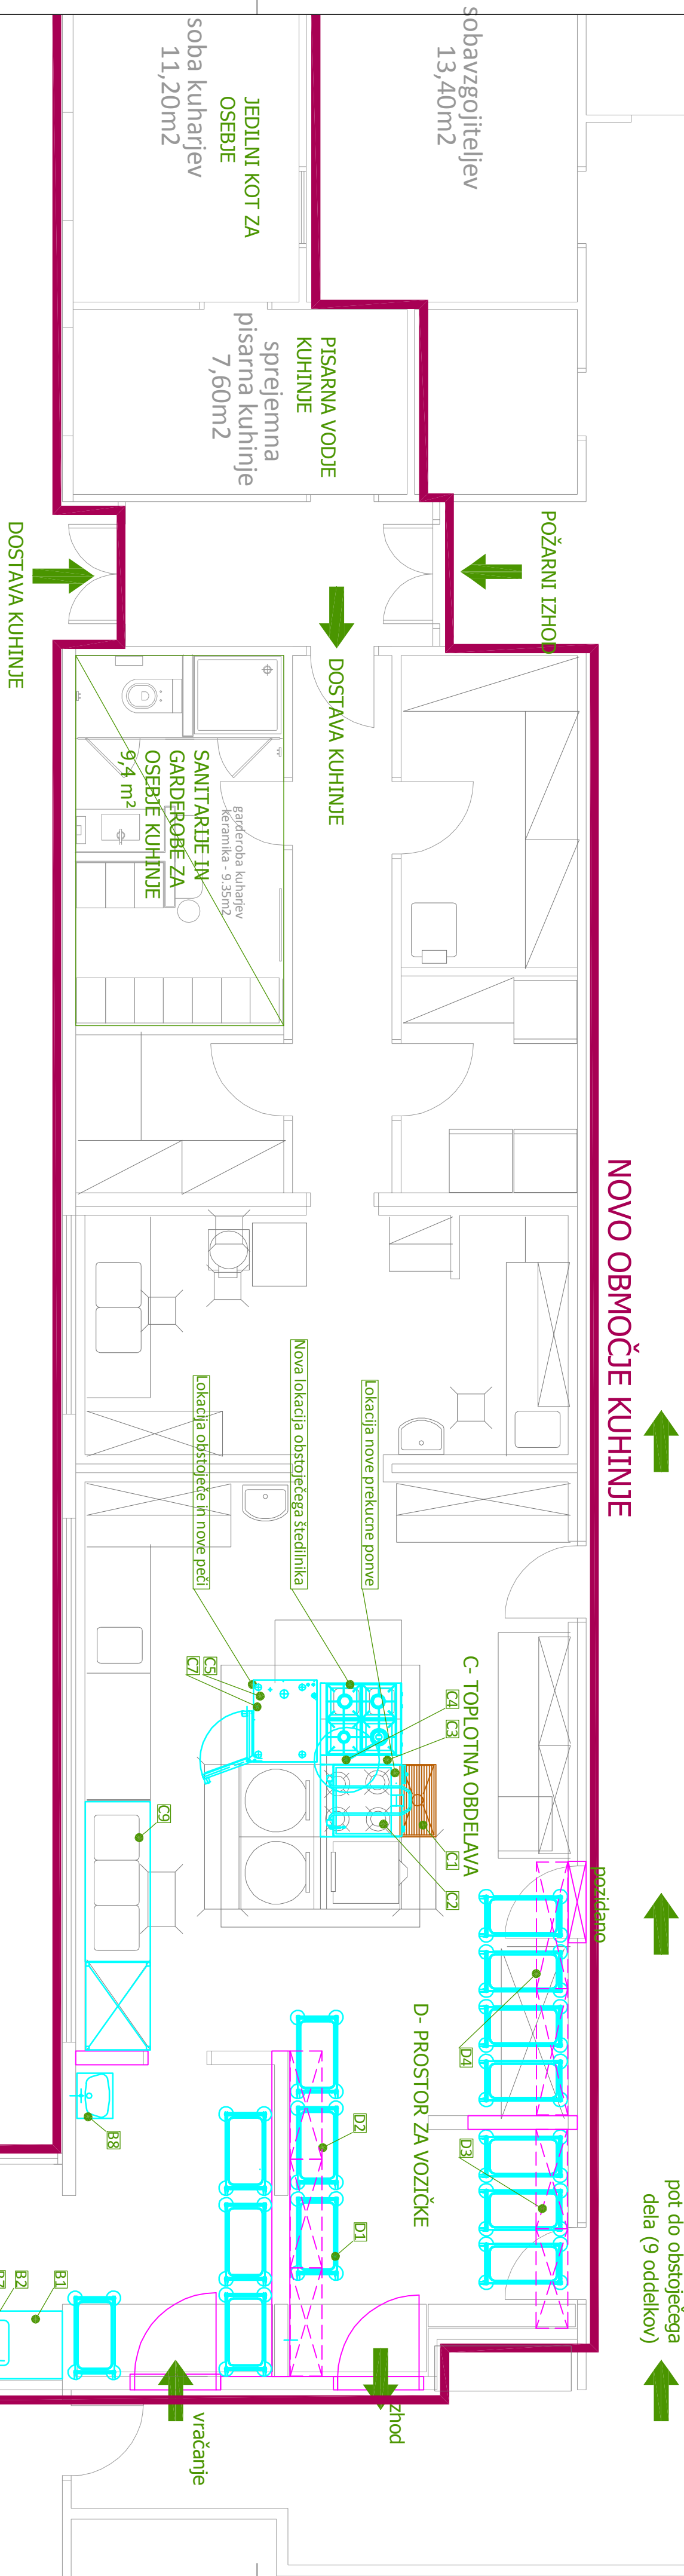 soba kuharjev
11,20m2
JEDILNI KOT ZA
OSEBJE
sobavzgojiteljev
13,40m2
PISARNA VODJE
KUHINJE
sprejemna
pisarna kuhinje
7,60m2
DOSTAVA KUHINJE
POŽARNI IZHOD
DOSTAVA KUHINJE
SANITARIJE IN
GARDEROBE ZA
OSEBJE KUHINJE
9,4 m²
garderoba kuharjev
keramika - 9.35m2
NOVO OBMOČJE KUHINJE
Lokacija nove prekucne ponve
Nova lokacija obstoječega štedilnika
Lokacija obstoječe in nove peči
C- TOPLOTNA OBDELAVA
C4
C3
C5
C7
C1
C2
C9
pozidano
D- PROSTOR ZA VOZIČKE
D4
D3
D2
D1
B8
B1
B2
B7
pot do obstoječega
dela (9 oddelkov)
vračanje
zhod